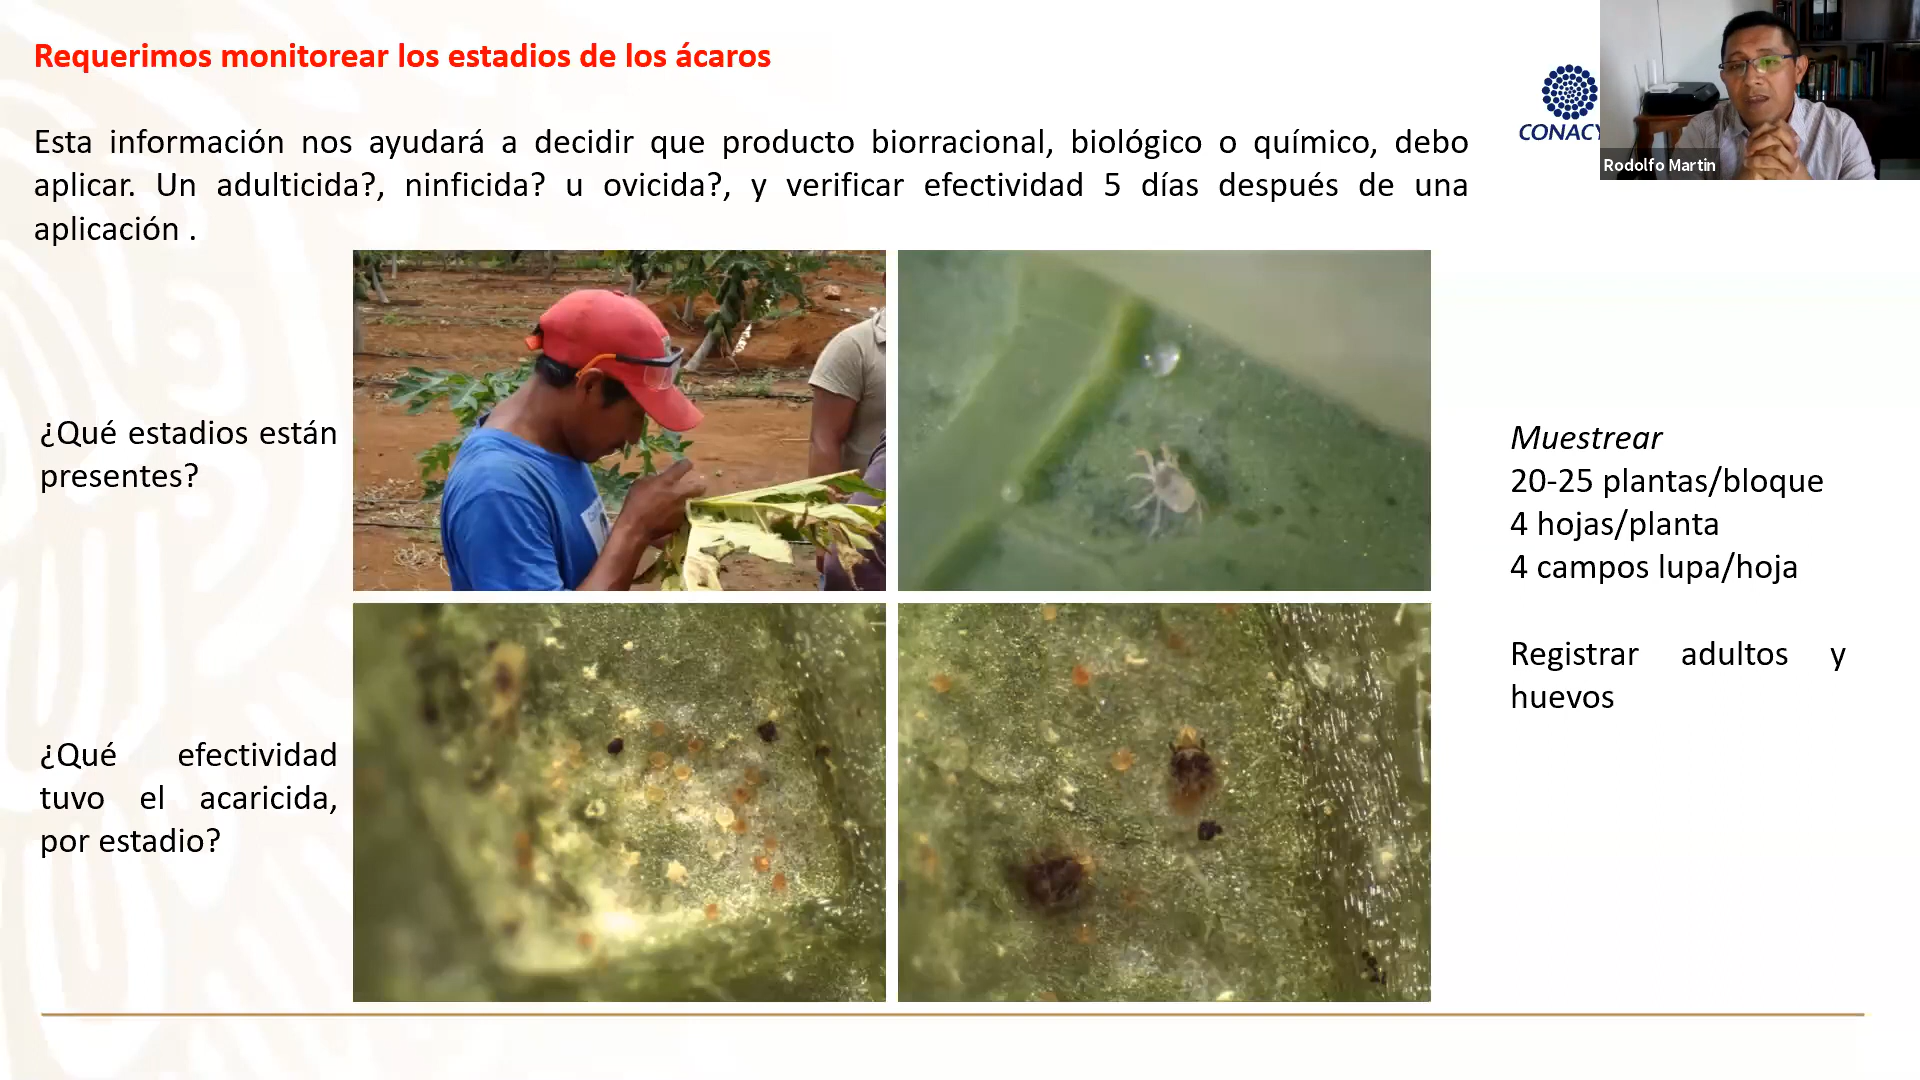 Requerimos monitorear los estadios de los ácaros
Esta información nos ayudará a decidir que producto biorracional, biológico o químico, debo
aplicar. Un adulticida?, ninficida? u ovicida?, y verificar efectividad 5 días después de una
aplicación .
CONACY
Rodolfo Martin
¿Qué estadios están
presentes?
¿Qué efectividad
tuvo el acaricida,
por estadio?
Muestrear
20-25 plantas/bloque
4 hojas/planta
4 campos lupa/hoja
Registrar adultos y
huevos